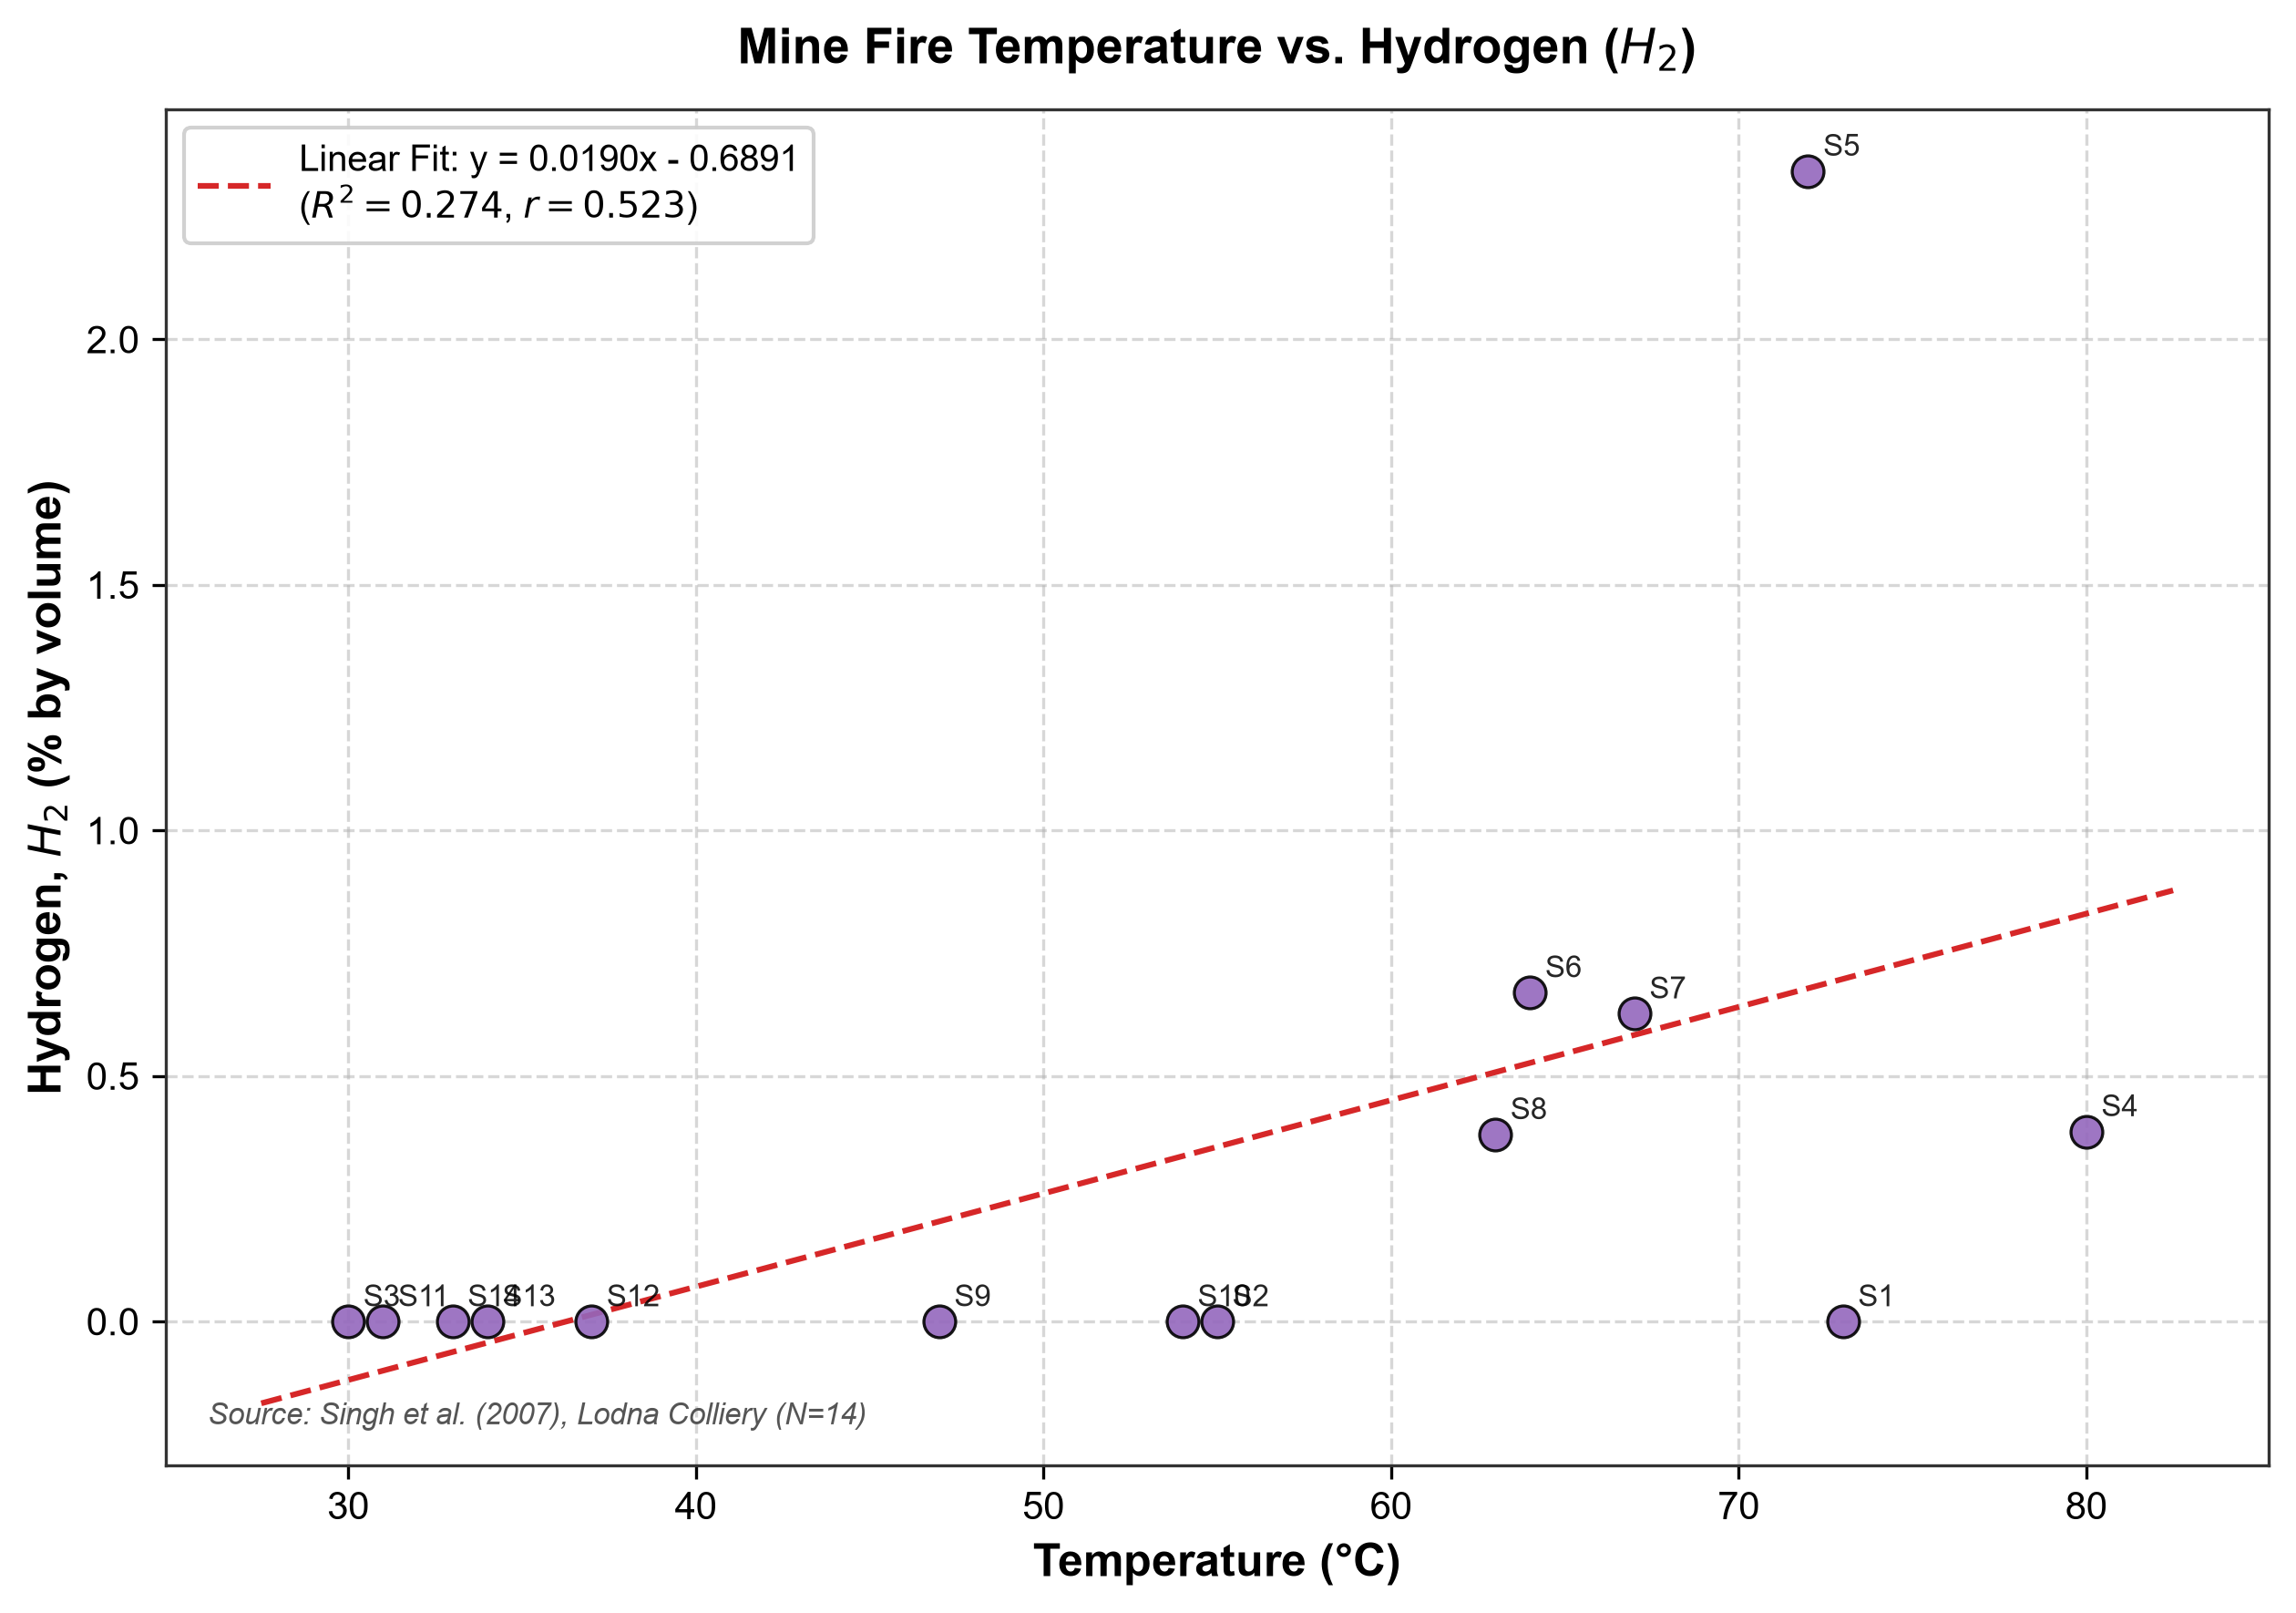 Mine Fire Temperature vs. Hydrogen (H₂)
Linear Fit: y = 0.0190x - 0.6891
(R² = 0.274, r = 0.523)
Hydrogen, H₂ (% by volume)
2.0
1.5
1.0
0.5
0.0
S5
S6
S7
S8
S4
S3
S11
S14
S13
S12
S9
S10
S2
S1
Source: Singh et al. (2007), Lodna Colliery (N=14)
30
40
50
60
70
80
Temperature (°C)